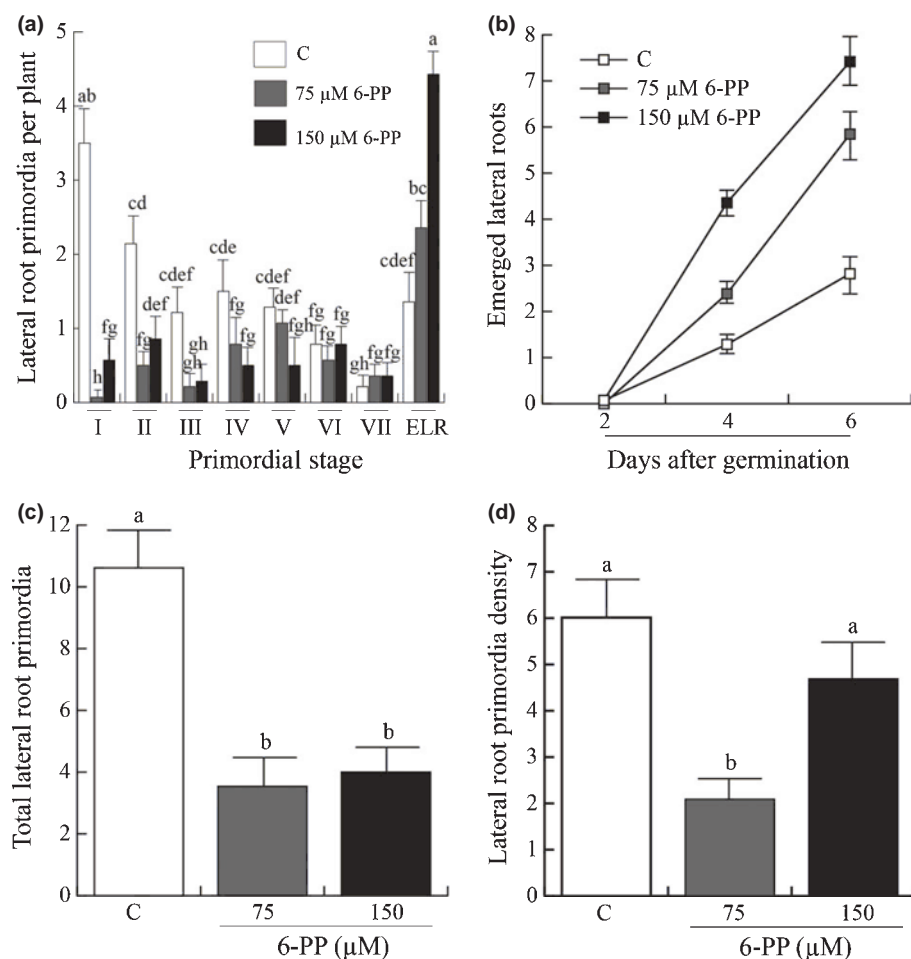 (a)
Lateral root primordia per plant
5
4
3
2
1
0
C
75 µM 6-PP
150 µM 6-PP
ab
h
fg
cd
fg
def
cdef
gh
gh
cde
fg
fg
cdef
def
fgh
fg
fg
fg
gh
fg
fg
cdef
bc
a
I II III IV V VI VII ELR
Primordial stage
(b)
Emerged lateral roots
8
7
6
5
4
3
2
1
0
C
75 µM 6-PP
150 µM 6-PP
2 4 6
Days after germination
(c)
Total lateral root primordia
12
10
8
6
4
2
0
a
b
b
C 75 150
6-PP (µM)
(d)
Lateral root primordia density
8
7
6
5
4
3
2
1
0
a
b
a
C 75 150
6-PP (µM)